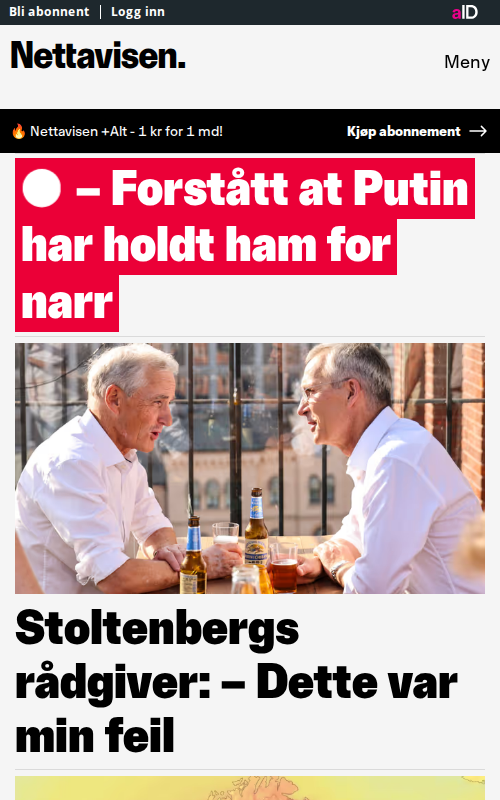 Bli abonnent | Logg inn
aID
Nettavisen.
Meny
🔥 Nettavisen +Alt - 1 kr for 1 md!
Kjøp abonnement →
– Forstått at Putin
har holdt ham for
narr
Stoltenbergs
rådgiver: – Dette var
min feil